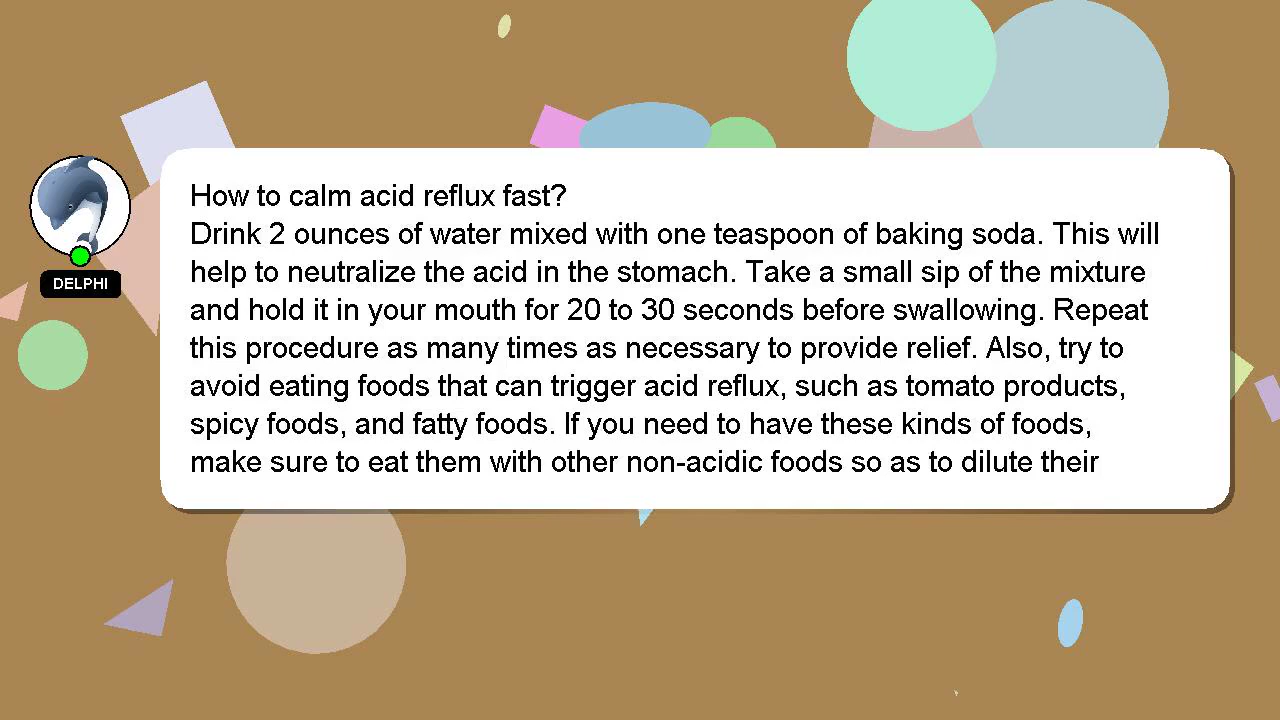 How to calm acid reflux fast?
Drink 2 ounces of water mixed with one teaspoon of baking soda. This will
help to neutralize the acid in the stomach. Take a small sip of the mixture
and hold it in your mouth for 20 to 30 seconds before swallowing. Repeat
this procedure as many times as necessary to provide relief. Also, try to
avoid eating foods that can trigger acid reflux, such as tomato products,
spicy foods, and fatty foods. If you need to have these kinds of foods,
make sure to eat them with other non-acidic foods so as to dilute their
DELPHI